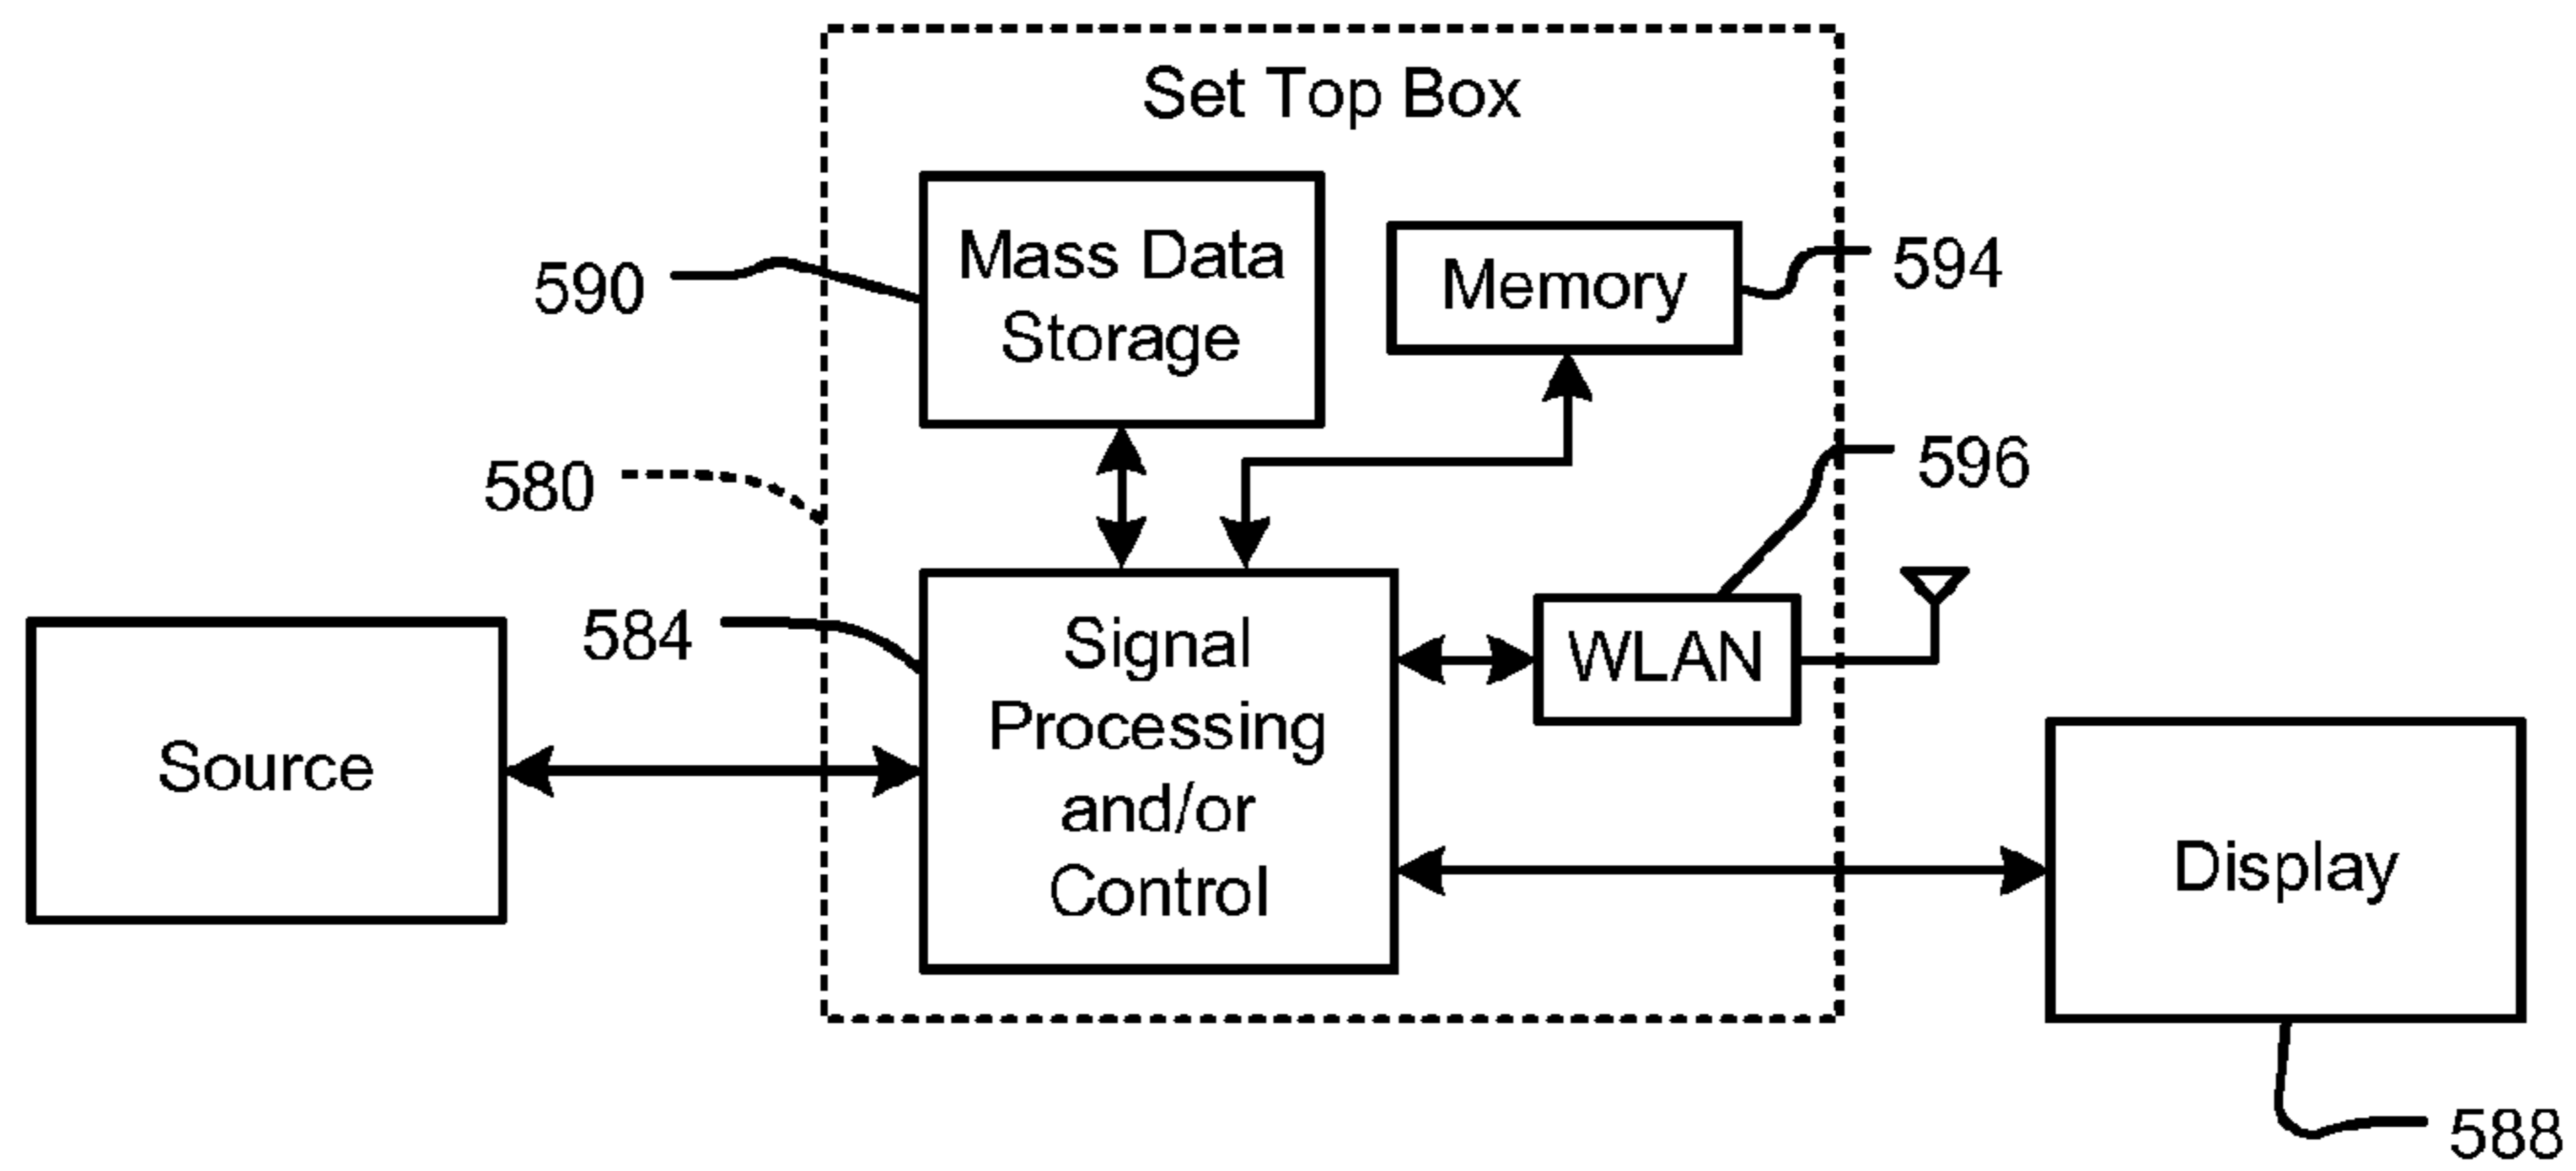 Set Top Box
Mass Data
Storage
590
Memory
594
580
596
584
Signal
Processing
and/or
Control
WLAN
Source
Display
588